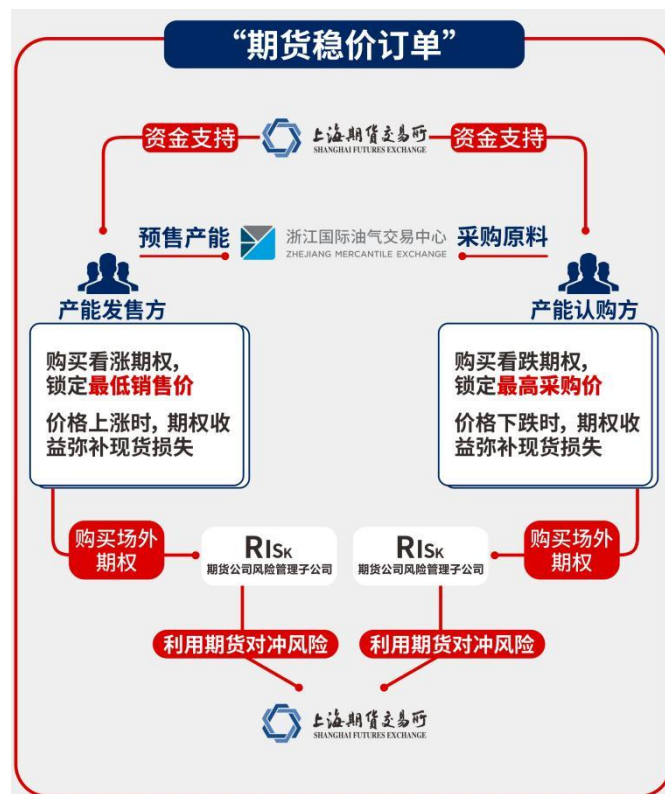 “期货稳价订单”
资金支持
上海期货交易所
SHANGHAI FUTURES EXCHANGE
资金支持
预售产能
浙江国际油气交易中心
ZHEJIANG MERCANTILE EXCHANGE
采购原料
产能发售方
产能认购方
购买看涨期权,
锁定最低销售价
价格上涨时, 期权收
益弥补现货损失
购买看跌期权,
锁定最高采购价
价格下跌时, 期权收
益弥补现货损失
购买场外
期权
RISK
期货公司风险管理子公司
RISK
期货公司风险管理子公司
购买场外
期权
利用期货对冲风险
利用期货对冲风险
上海期货交易所
SHANGHAI FUTURES EXCHANGE